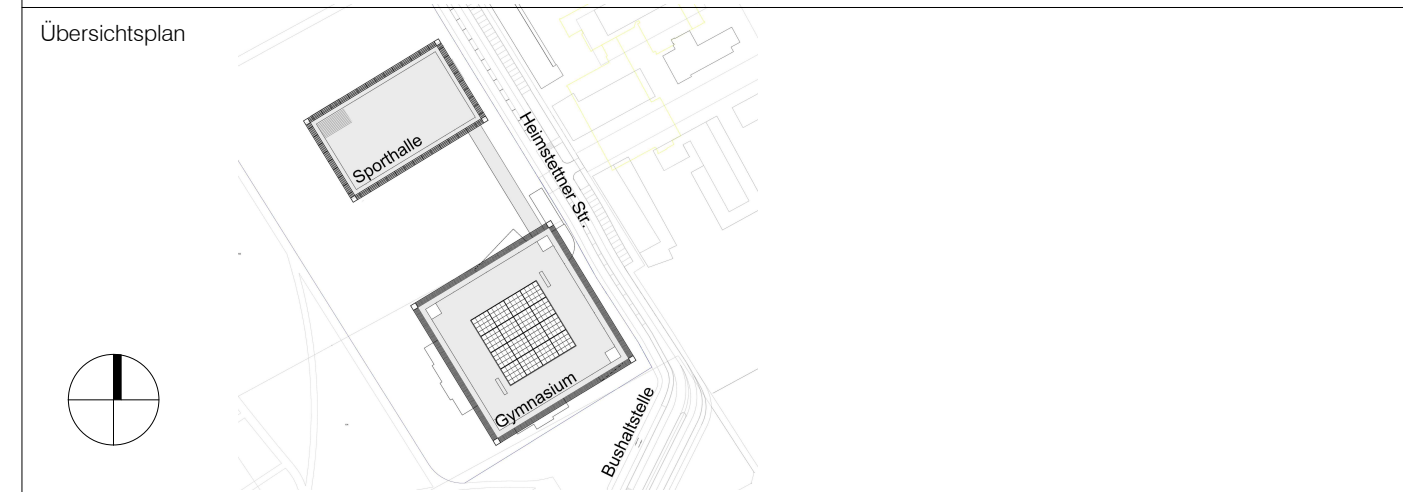 Übersichtsplan
Sporthalle
Heimstettner Str.
Gymnasium
Bushaltstelle